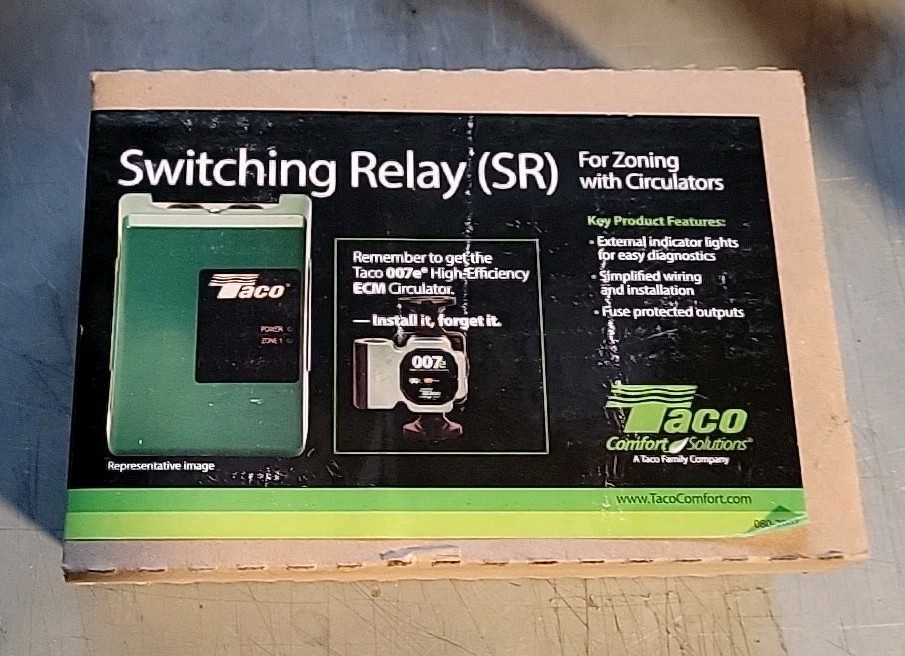 Switching Relay (SR)
For Zoning
with Circulators
Key Product Features:
• External indicator lights
for easy diagnostics
• Simplified wiring
and installation
• Fuse protected outputs
Remember to get the
Taco 007e® High-Efficiency
ECM Circulator.
— Install it, forget it.
007e
Taco®
POWER
ZONE 1
Representative image
Taco
Comfort Solutions®
A Taco Family Company
www.TacoComfort.com